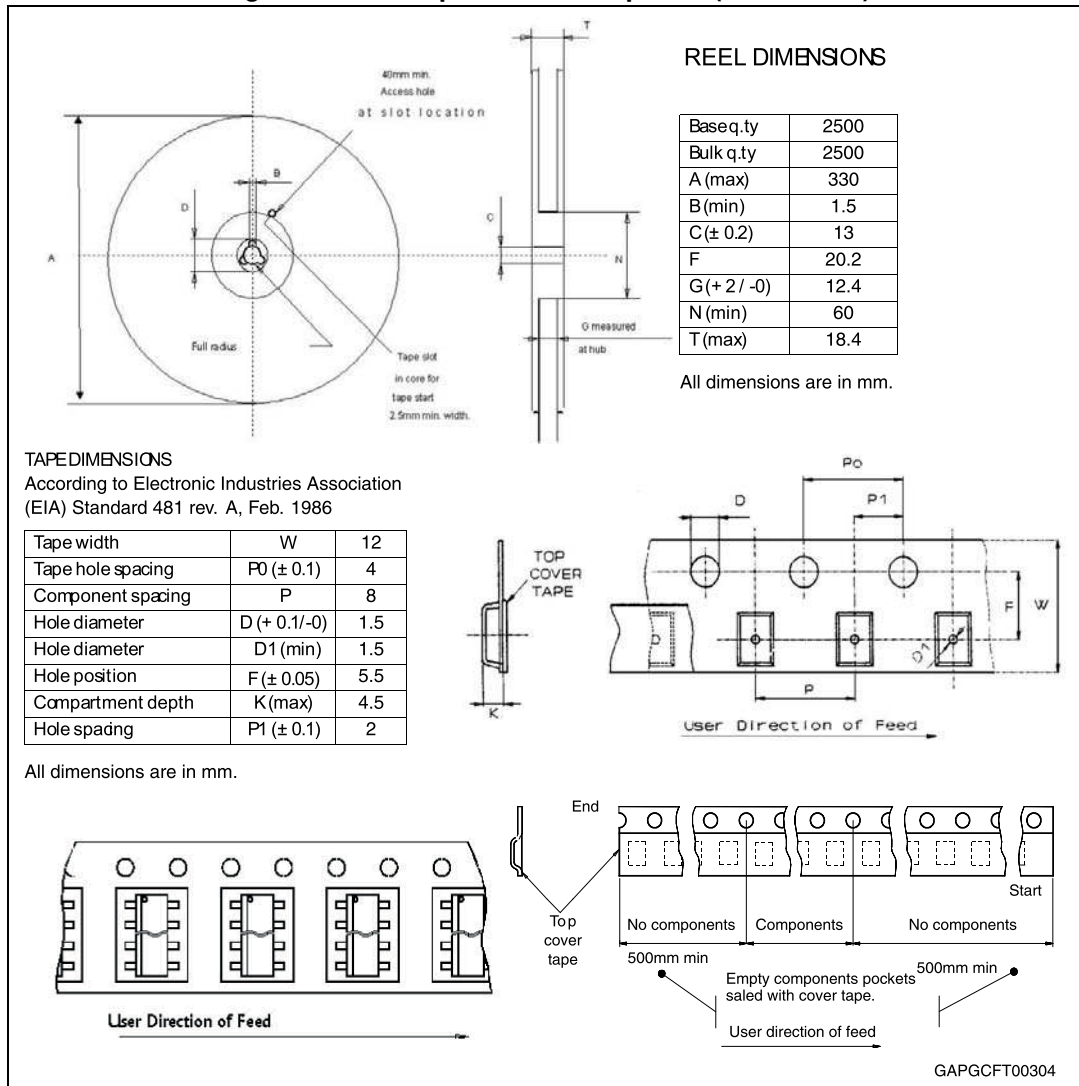 T
REEL DIMENSIONS
40mm min.
Access hole
at slot location
B
D
C
A
N
G measured
at hub
Full radius
Tape slot
in core for
tape start
2.5mm min. width.
Base q.ty 2500
Bulk q.ty 2500
A (max) 330
B (min) 1.5
C (± 0.2) 13
F 20.2
G (+ 2 / -0) 12.4
N (min) 60
T (max) 18.4
All dimensions are in mm.
TAPE DIMENSIONS
According to Electronic Industries Association
(EIA) Standard 481 rev. A, Feb. 1986
Tape width W 12
Tape hole spacing P0 (± 0.1) 4
Component spacing P 8
Hole diameter D (+ 0.1/-0) 1.5
Hole diameter D1 (min) 1.5
Hole position F (± 0.05) 5.5
Compartment depth K (max) 4.5
Hole spacing P1 (± 0.1) 2
All dimensions are in mm.
Po
D
P1
TOP
COVER
TAPE
F
W
D1
P
K
User Direction of Feed
End
Start
Top
cover
tape
No components
Components
No components
500mm min
500mm min
Empty components pockets
saled with cover tape.
User direction of feed
User Direction of Feed
GAPGCFT00304